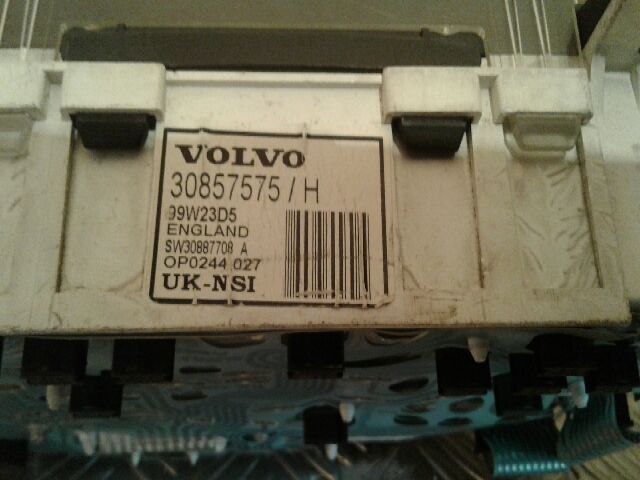 VOLVO
30857575/H
99W23D5
ENGLAND
SW30887708 A
OP0244 027
UK-NSI